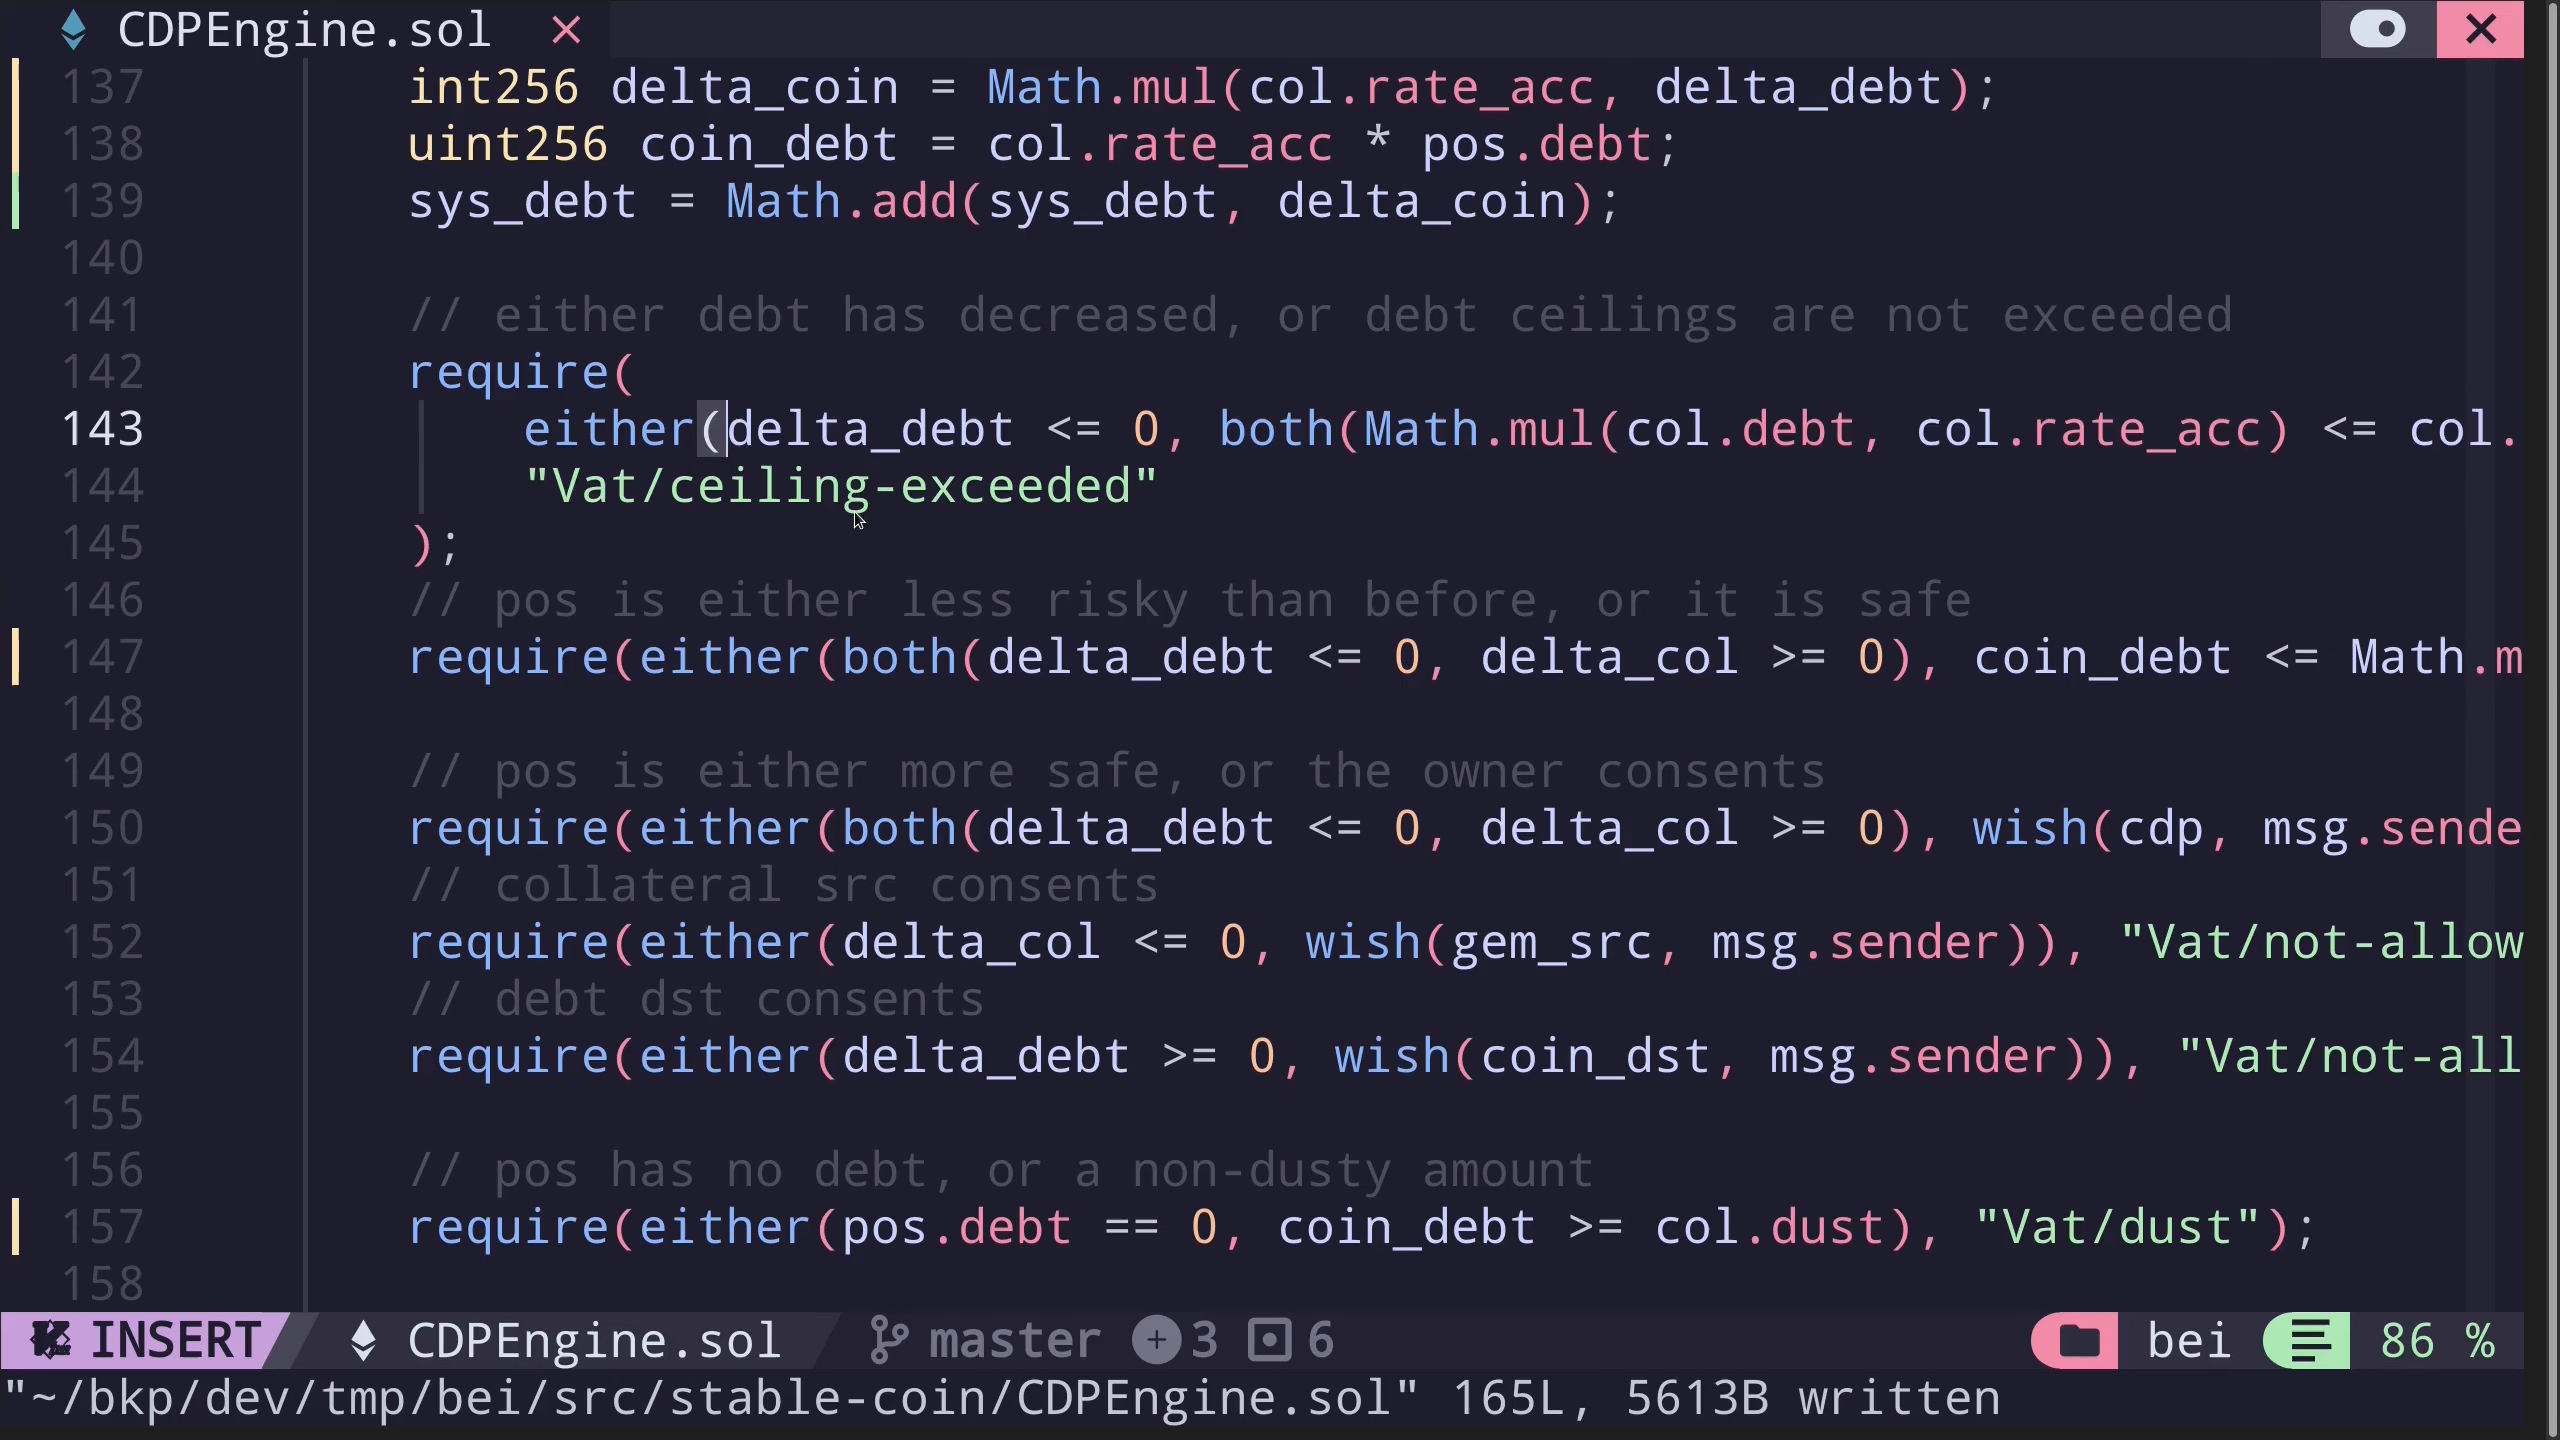 CDPEngine.sol
137 int256 delta_coin = Math.mul(col.rate_acc, delta_debt);
138 uint256 coin_debt = col.rate_acc * pos.debt;
139 sys_debt = Math.add(sys_debt, delta_coin);
140
141 // either debt has decreased, or debt ceilings are not exceeded
142 require(
143 either(delta_debt <= 0, both(Math.mul(col.debt, col.rate_acc) <= col.
144 "Vat/ceiling-exceeded"
145 );
146 // pos is either less risky than before, or it is safe
147 require(either(both(delta_debt <= 0, delta_col >= 0), coin_debt <= Math.m
148
149 // pos is either more safe, or the owner consents
150 require(either(both(delta_debt <= 0, delta_col >= 0), wish(cdp, msg.sende
151 // collateral src consents
152 require(either(delta_col <= 0, wish(gem_src, msg.sender)), "Vat/not-allow
153 // debt dst consents
154 require(either(delta_debt >= 0, wish(coin_dst, msg.sender)), "Vat/not-all
155
156 // pos has no debt, or a non-dusty amount
157 require(either(pos.debt == 0, coin_debt >= col.dust), "Vat/dust");
158
INSERT CDPEngine.sol master 3 6 bei 86 %
"~/bkp/dev/tmp/bei/src/stable-coin/CDPEngine.sol" 165L, 5613B written